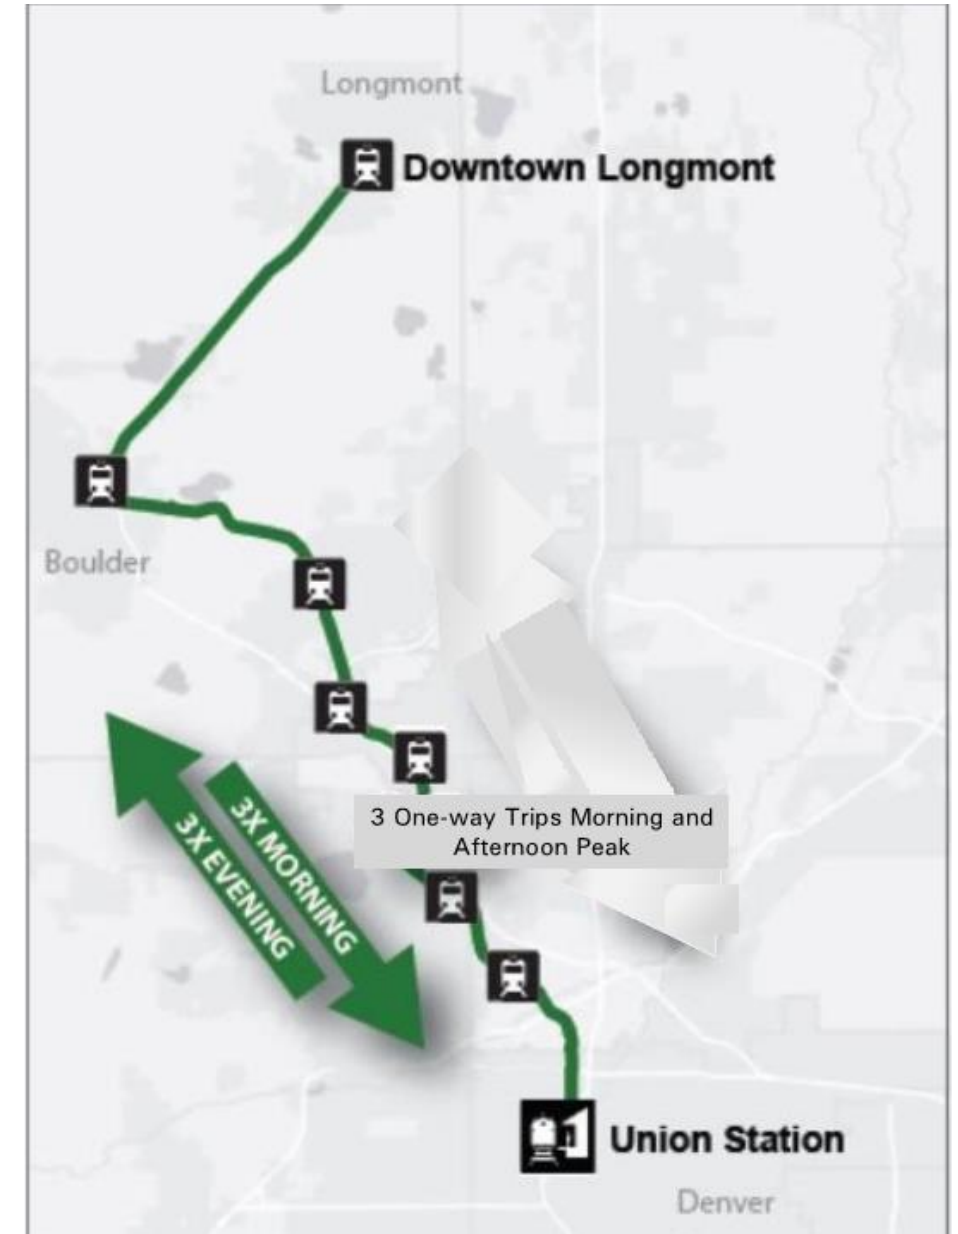 Longmont
Downtown Longmont
Boulder
3X MORNING
3X EVENING
3 One-way Trips Morning and
Afternoon Peak
Union Station
Denver